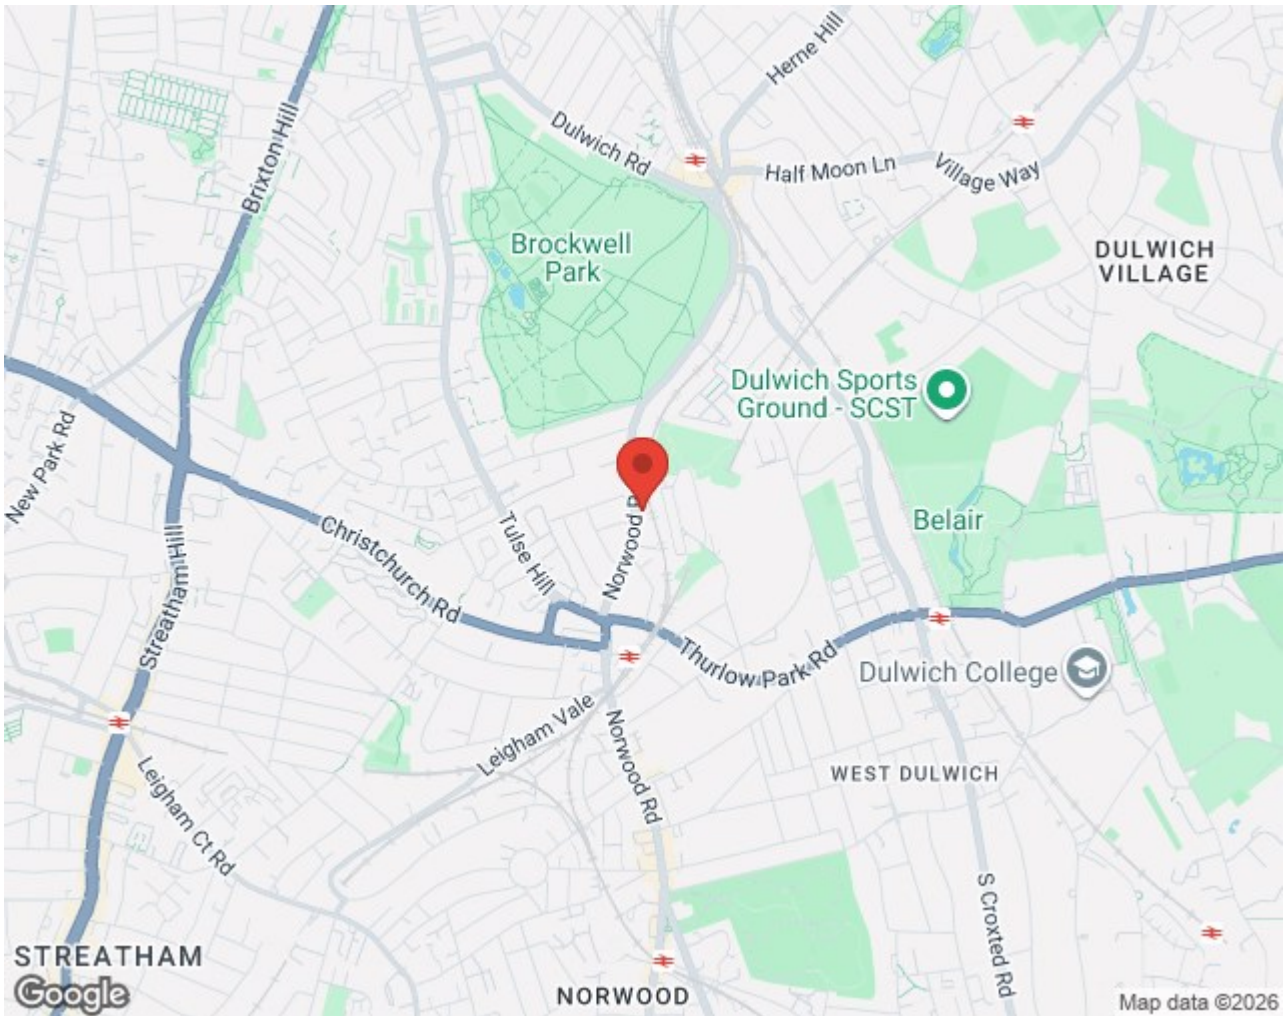 Herne Hill
Dulwich Rd
Half Moon Ln
Village Way
Brixton Hill
Brockwell
Park
DULWICH
VILLAGE
Dulwich Sports
Ground - SCST
New Park Rd
Norwood R
Belair
Tulse Hill
Christchurch Rd
Streatham Hill
Thurlow Park Rd
Dulwich College
Leigham Vale
Norwood Rd
WEST DULWICH
Leigham Ct Rd
S Croxted Rd
STREATHAM
NORWOOD
Google
Map data ©2026